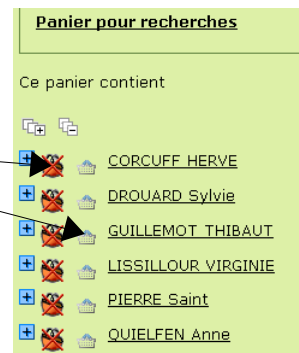 Panier pour recherches
Ce panier contient
CORCUFF HERVE
DROUARD Sylvie
GUILLEMOT THIBAUT
LISSILLOUR VIRGINIE
PIERRE Saint
QUIELFEN Anne